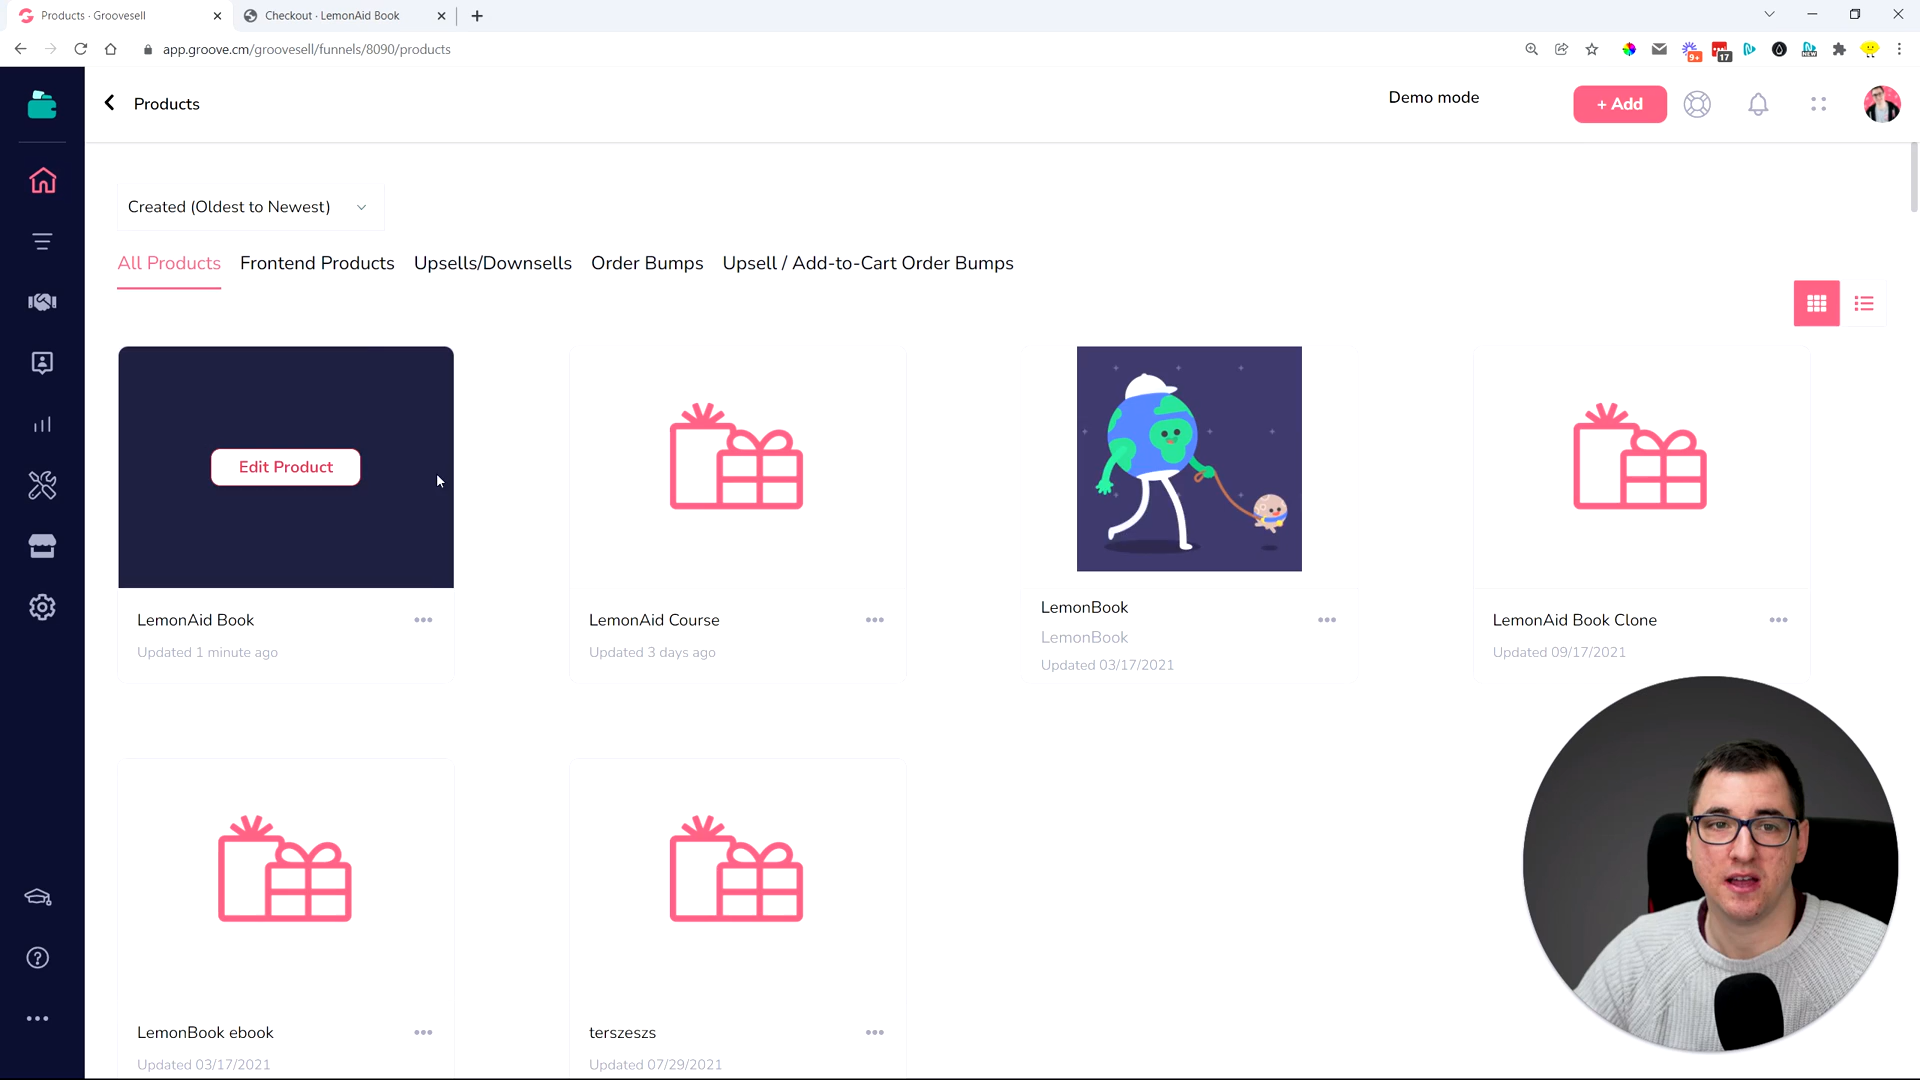 Products · Groovesell
Checkout · LemonAid Book
app.groove.cm/groovesell/funnels/8090/products
9+
17
NEW
Products
Demo mode
+ Add
Created (Oldest to Newest)
All Products
Frontend Products
Upsells/Downsells
Order Bumps
Upsell / Add-to-Cart Order Bumps
Edit Product
LemonAid Book
Updated 1 minute ago
LemonAid Course
Updated 3 days ago
LemonBook
LemonBook
Updated 03/17/2021
LemonAid Book Clone
Updated 09/17/2021
LemonBook ebook
Updated 03/17/2021
terszeszs
Updated 07/29/2021